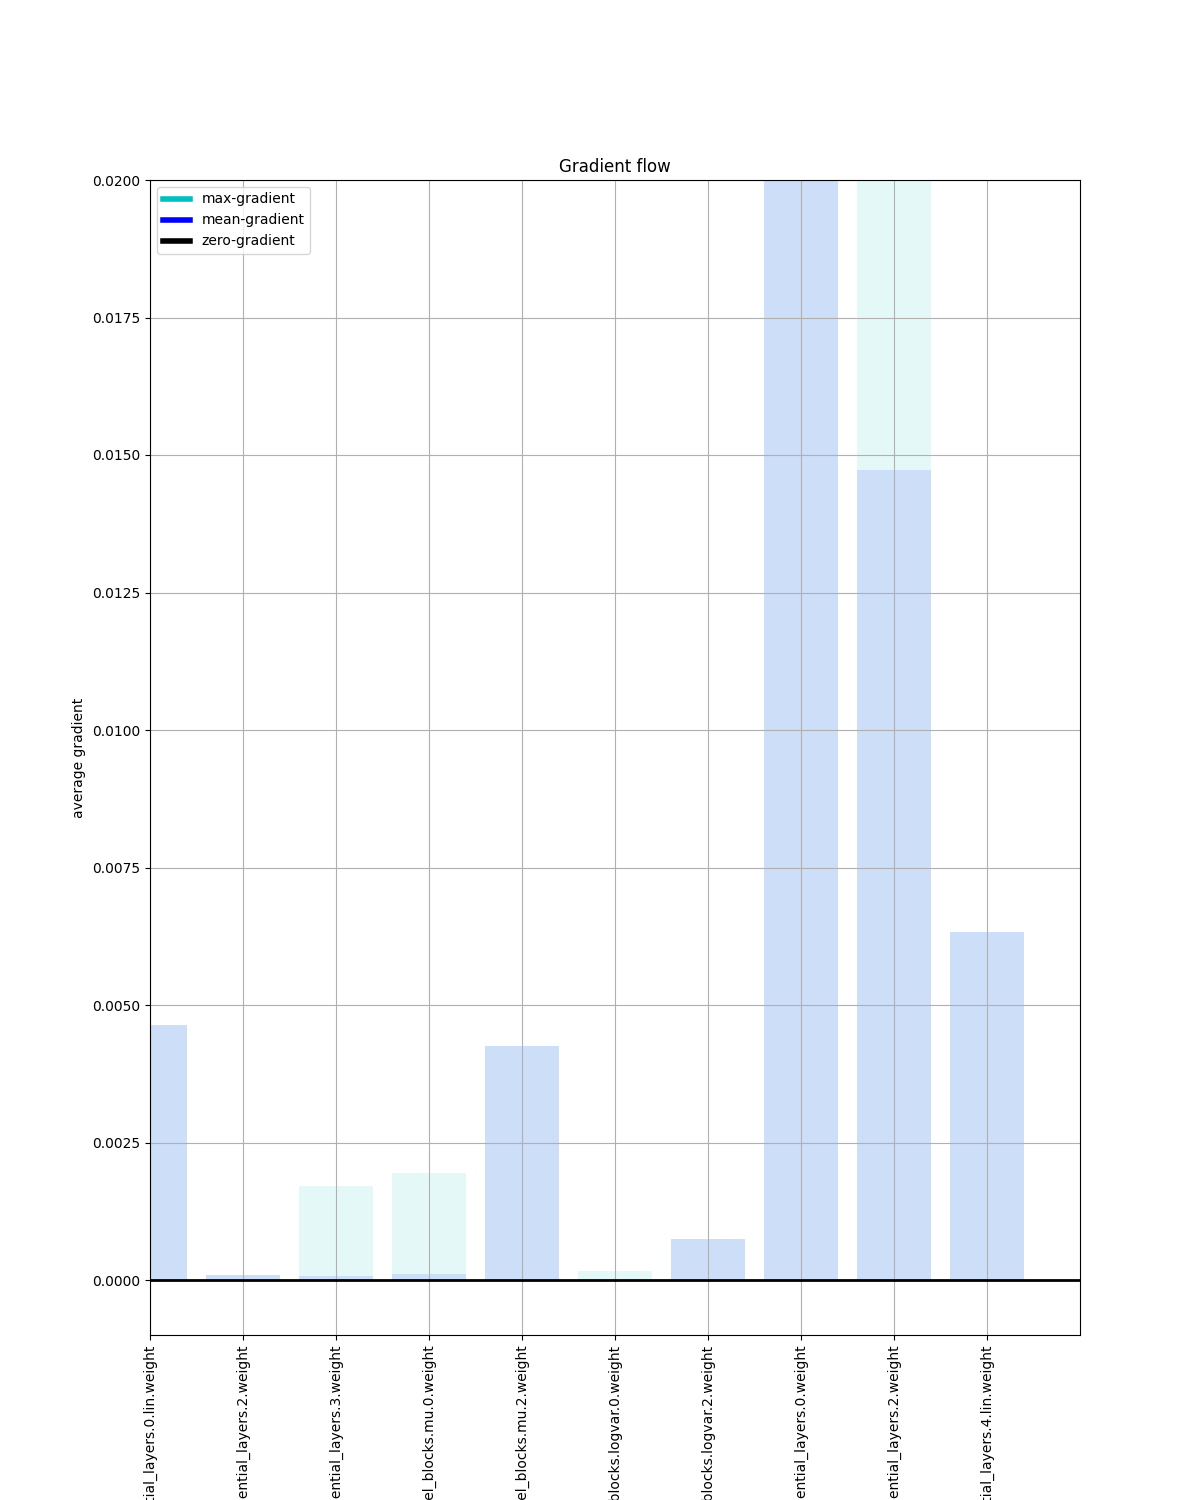 Gradient flow
max-gradient
mean-gradient
zero-gradient
0.0200
0.0175
0.0150
0.0125
0.0100
0.0075
0.0050
0.0025
0.0000
average gradient
tial_layers.0.lin.weight
ential_layers.2.weight
ential_layers.3.weight
el_blocks.mu.0.weight
el_blocks.mu.2.weight
blocks.logvar.0.weight
blocks.logvar.2.weight
ential_layers.0.weight
ential_layers.2.weight
tial_layers.4.lin.weight